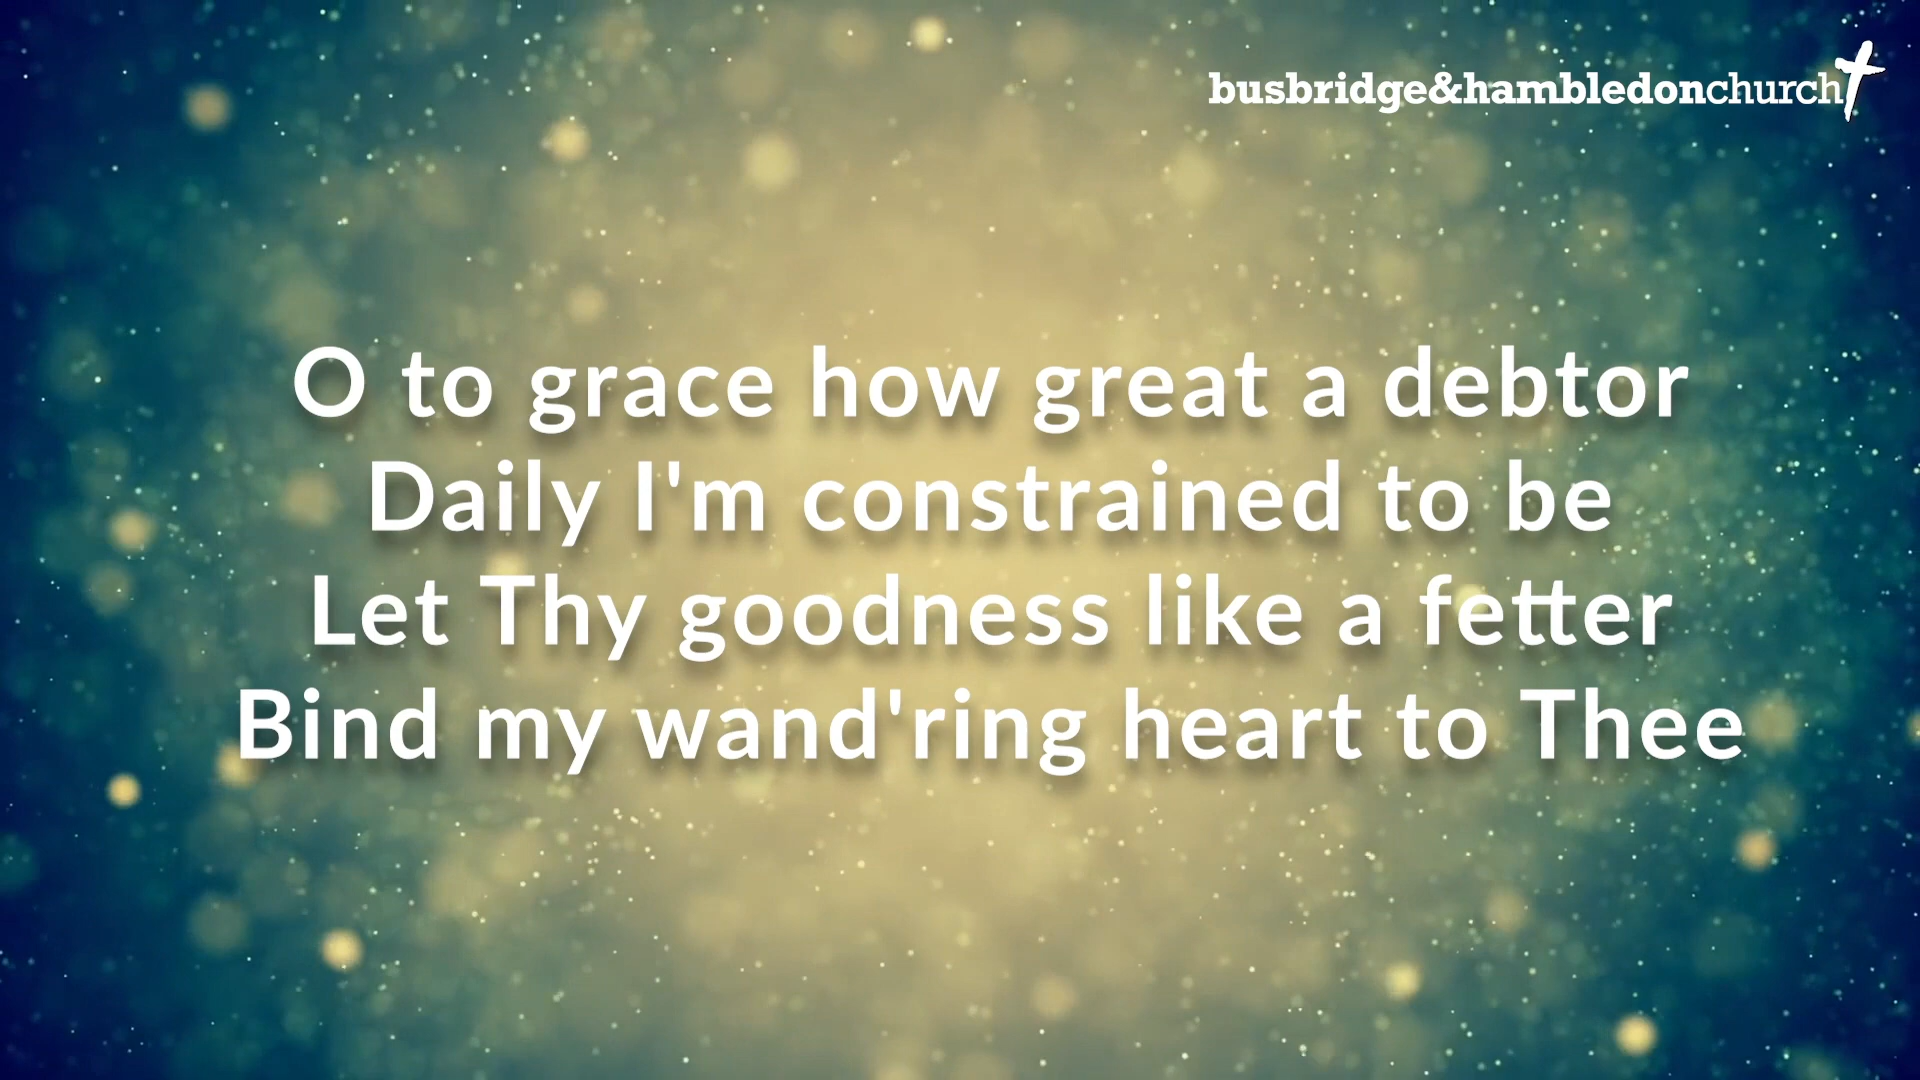 busbridge&hambledonchurch
O to grace how great a debtor
Daily I'm constrained to be
Let Thy goodness like a fetter
Bind my wand'ring heart to Thee